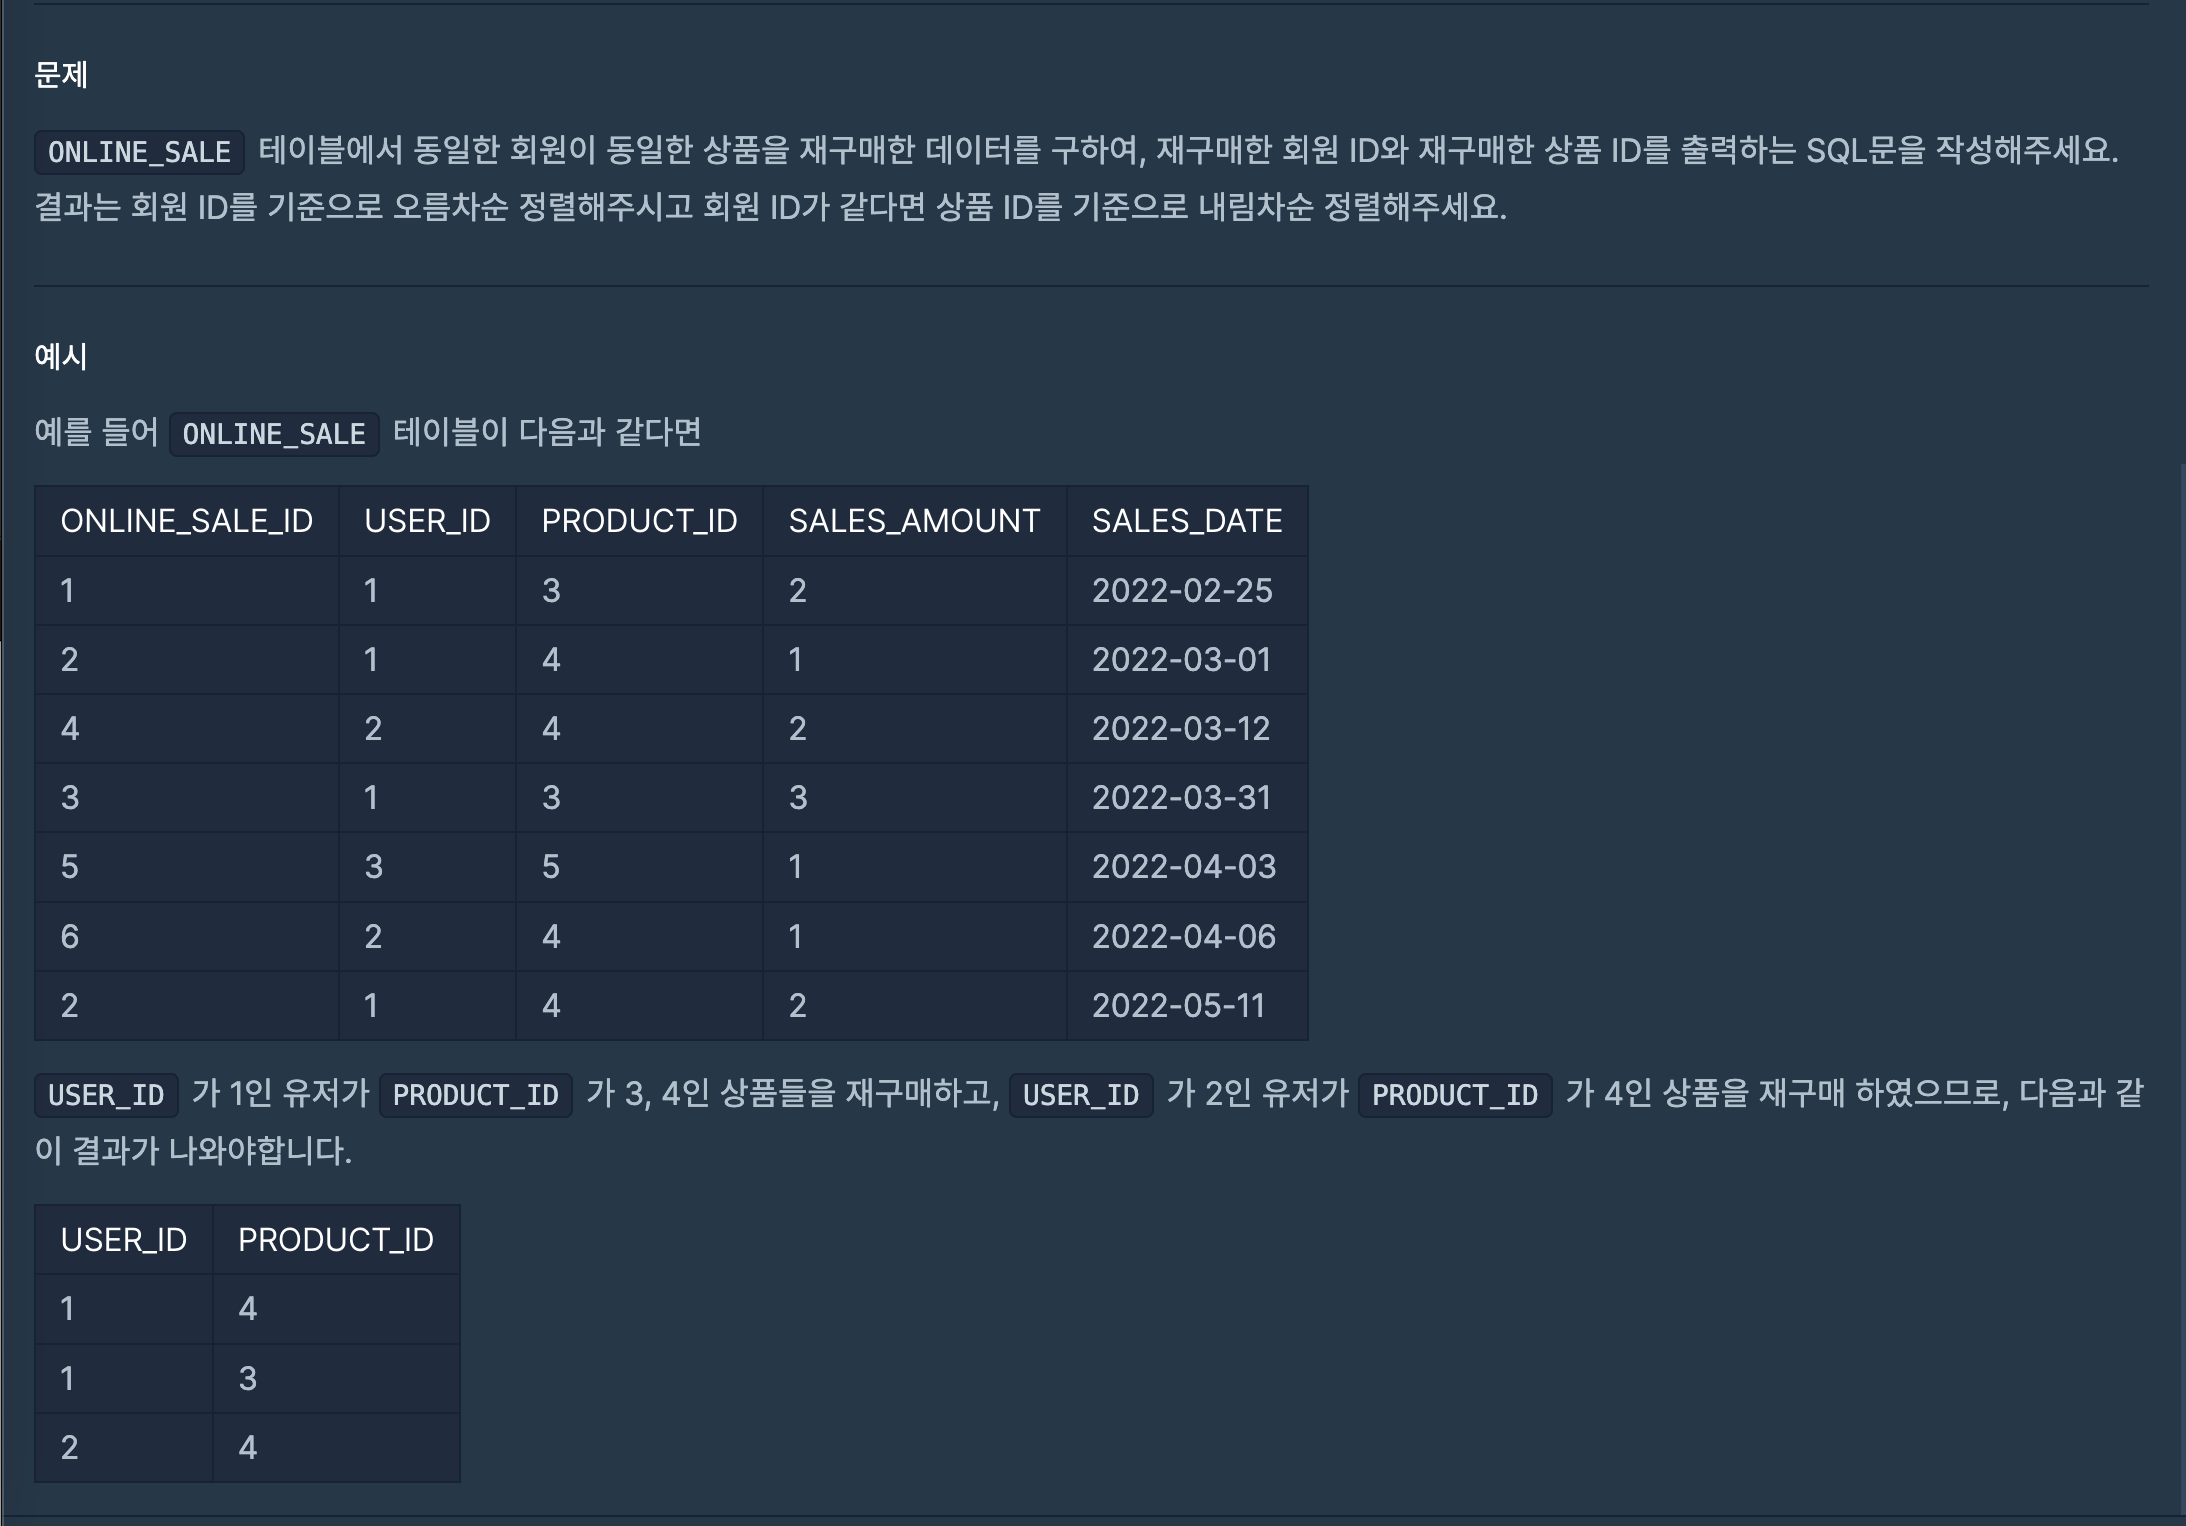 문제
ONLINE_SALE 테이블에서 동일한 회원이 동일한 상품을 재구매한 데이터를 구하여, 재구매한 회원 ID와 재구매한 상품 ID를 출력하는 SQL문을 작성해주세요.
결과는 회원 ID를 기준으로 오름차순 정렬해주시고 회원 ID가 같다면 상품 ID를 기준으로 내림차순 정렬해주세요.
예시
예를 들어 ONLINE_SALE 테이블이 다음과 같다면
ONLINE_SALE_ID USER_ID PRODUCT_ID SALES_AMOUNT SALES_DATE
1 1 3 2 2022-02-25
2 1 4 1 2022-03-01
4 2 4 2 2022-03-12
3 1 3 3 2022-03-31
5 3 5 1 2022-04-03
6 2 4 1 2022-04-06
2 1 4 2 2022-05-11
USER_ID 가 1인 유저가 PRODUCT_ID 가 3, 4인 상품들을 재구매하고, USER_ID 가 2인 유저가 PRODUCT_ID 가 4인 상품을 재구매 하였으므로, 다음과 같
이 결과가 나와야합니다.
USER_ID PRODUCT_ID
1 4
1 3
2 4